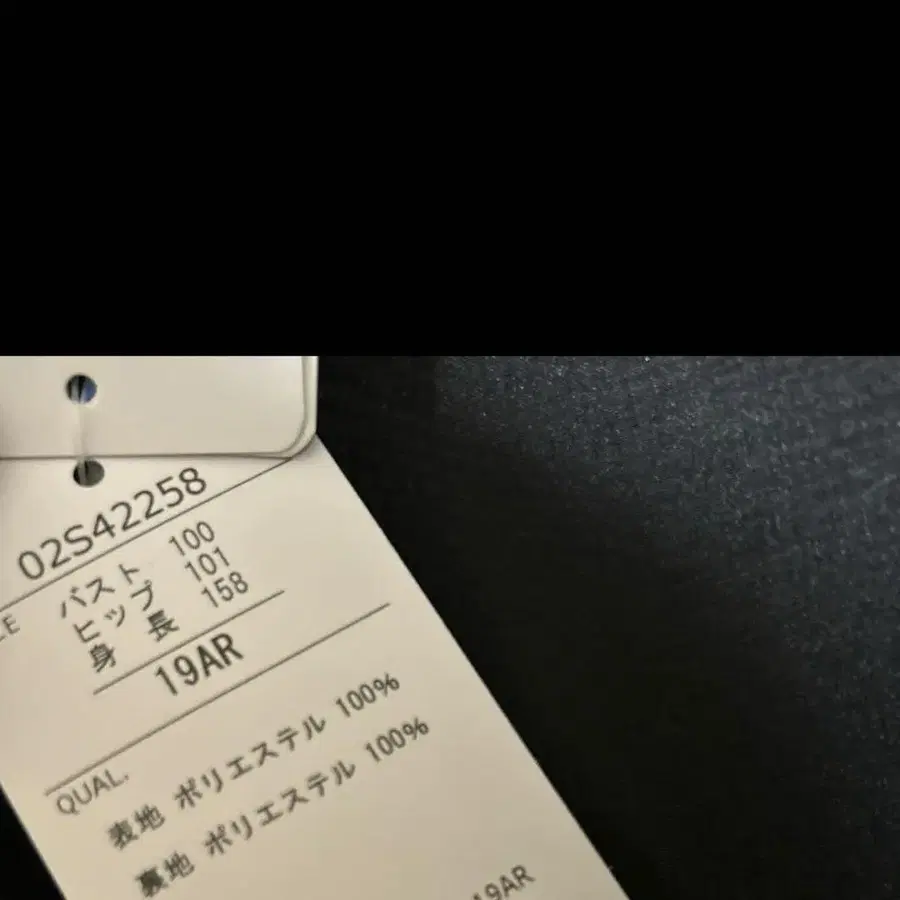 02S42258
バスト 100
ヒップ 101
身長 158
19AR
QUAL.
表地 ポリエステル 100%
裏地 ポリエステル 100%
19AR